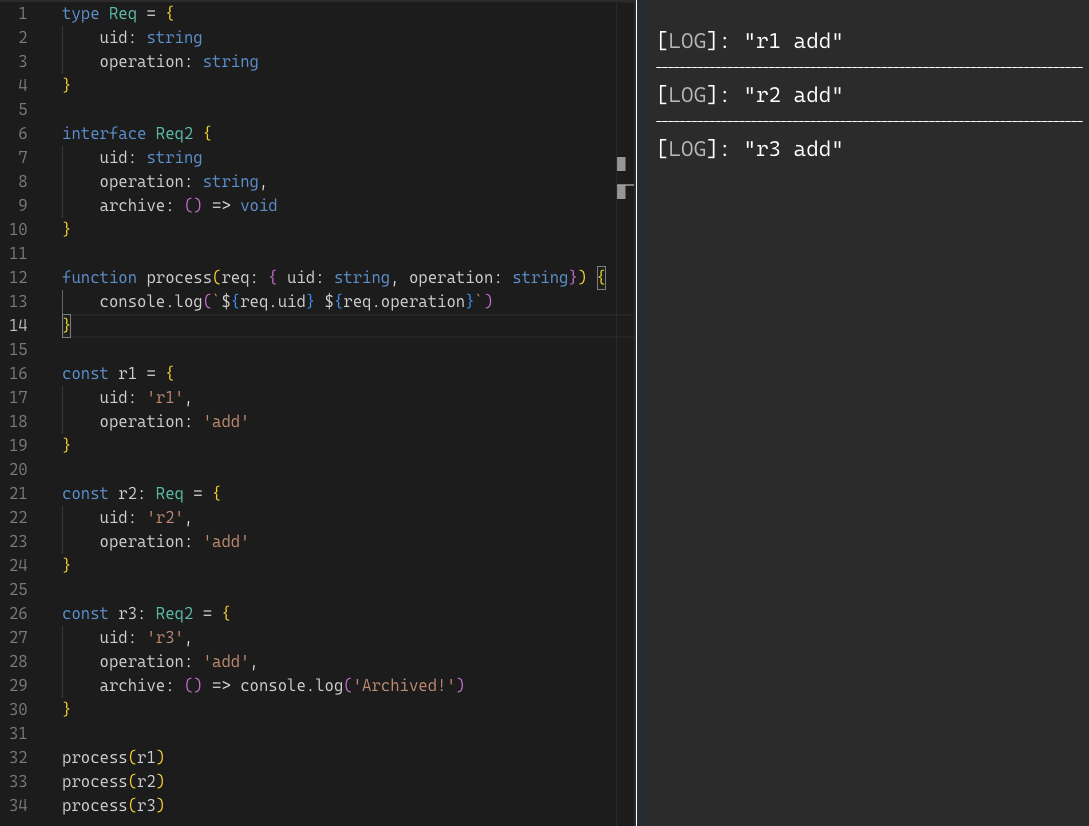 1 type Req = {
2     uid: string
3     operation: string
4 }
5
6 interface Req2 {
7     uid: string
8     operation: string,
9     archive: () => void
10 }
11
12 function process(req: { uid: string, operation: string}) {
13     console.log(`${req.uid} ${req.operation}`)
14 }
15
16 const r1 = {
17     uid: 'r1',
18     operation: 'add'
19 }
20
21 const r2: Req = {
22     uid: 'r2',
23     operation: 'add'
24 }
25
26 const r3: Req2 = {
27     uid: 'r3',
28     operation: 'add',
29     archive: () => console.log('Archived!')
30 }
31
32 process(r1)
33 process(r2)
34 process(r3)
[LOG]: "r1 add"
[LOG]: "r2 add"
[LOG]: "r3 add"